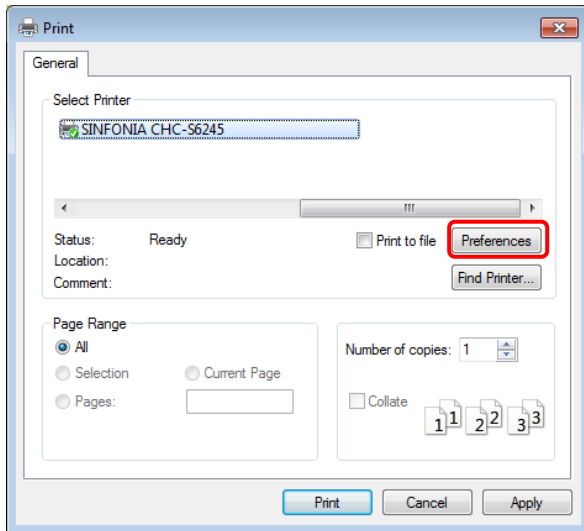 Print
General
Select Printer
SINFONIA CHC-S6245
Status: Ready
Print to file
Preferences
Location:
Comment:
Find Printer...
Page Range
All
Selection
Current Page
Pages:
Number of copies: 1
Collate
1 1 2 2 3 3
Print
Cancel
Apply